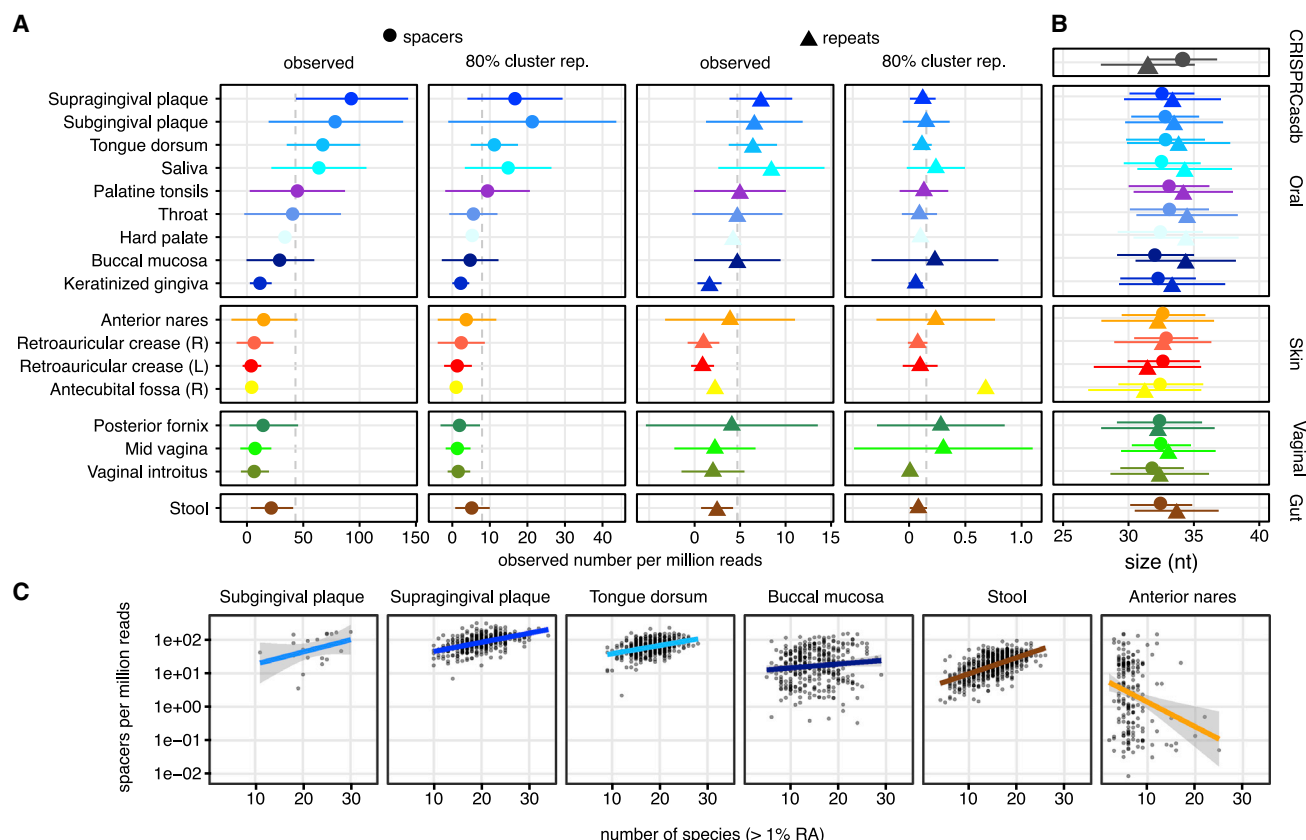 A
B
spacers
repeats
observed
80% cluster rep.
observed
80% cluster rep.
CRISPRCasdb
Supragingival plaque
Subgingival plaque
Tongue dorsum
Saliva
Palatine tonsils
Throat
Hard palate
Buccal mucosa
Keratinized gingiva
Oral
Anterior nares
Retroauricular crease (R)
Retroauricular crease (L)
Antecubital fossa (R)
Skin
Posterior fornix
Mid vagina
Vaginal introitus
Vaginal
Stool
Gut
0 50 100 150
0 10 20 30 40
0 5 10 15
0 0.5 1.0
25 30 35 40
observed number per million reads
size (nt)
C
Subgingival plaque
Supragingival plaque
Tongue dorsum
Buccal mucosa
Stool
Anterior nares
spacers per million reads
1e+02
1e+01
1e+00
1e−01
1e−02
10 20 30
10 20 30
10 20 30
10 20 30
10 20 30
10 20 30
number of species (> 1% RA)